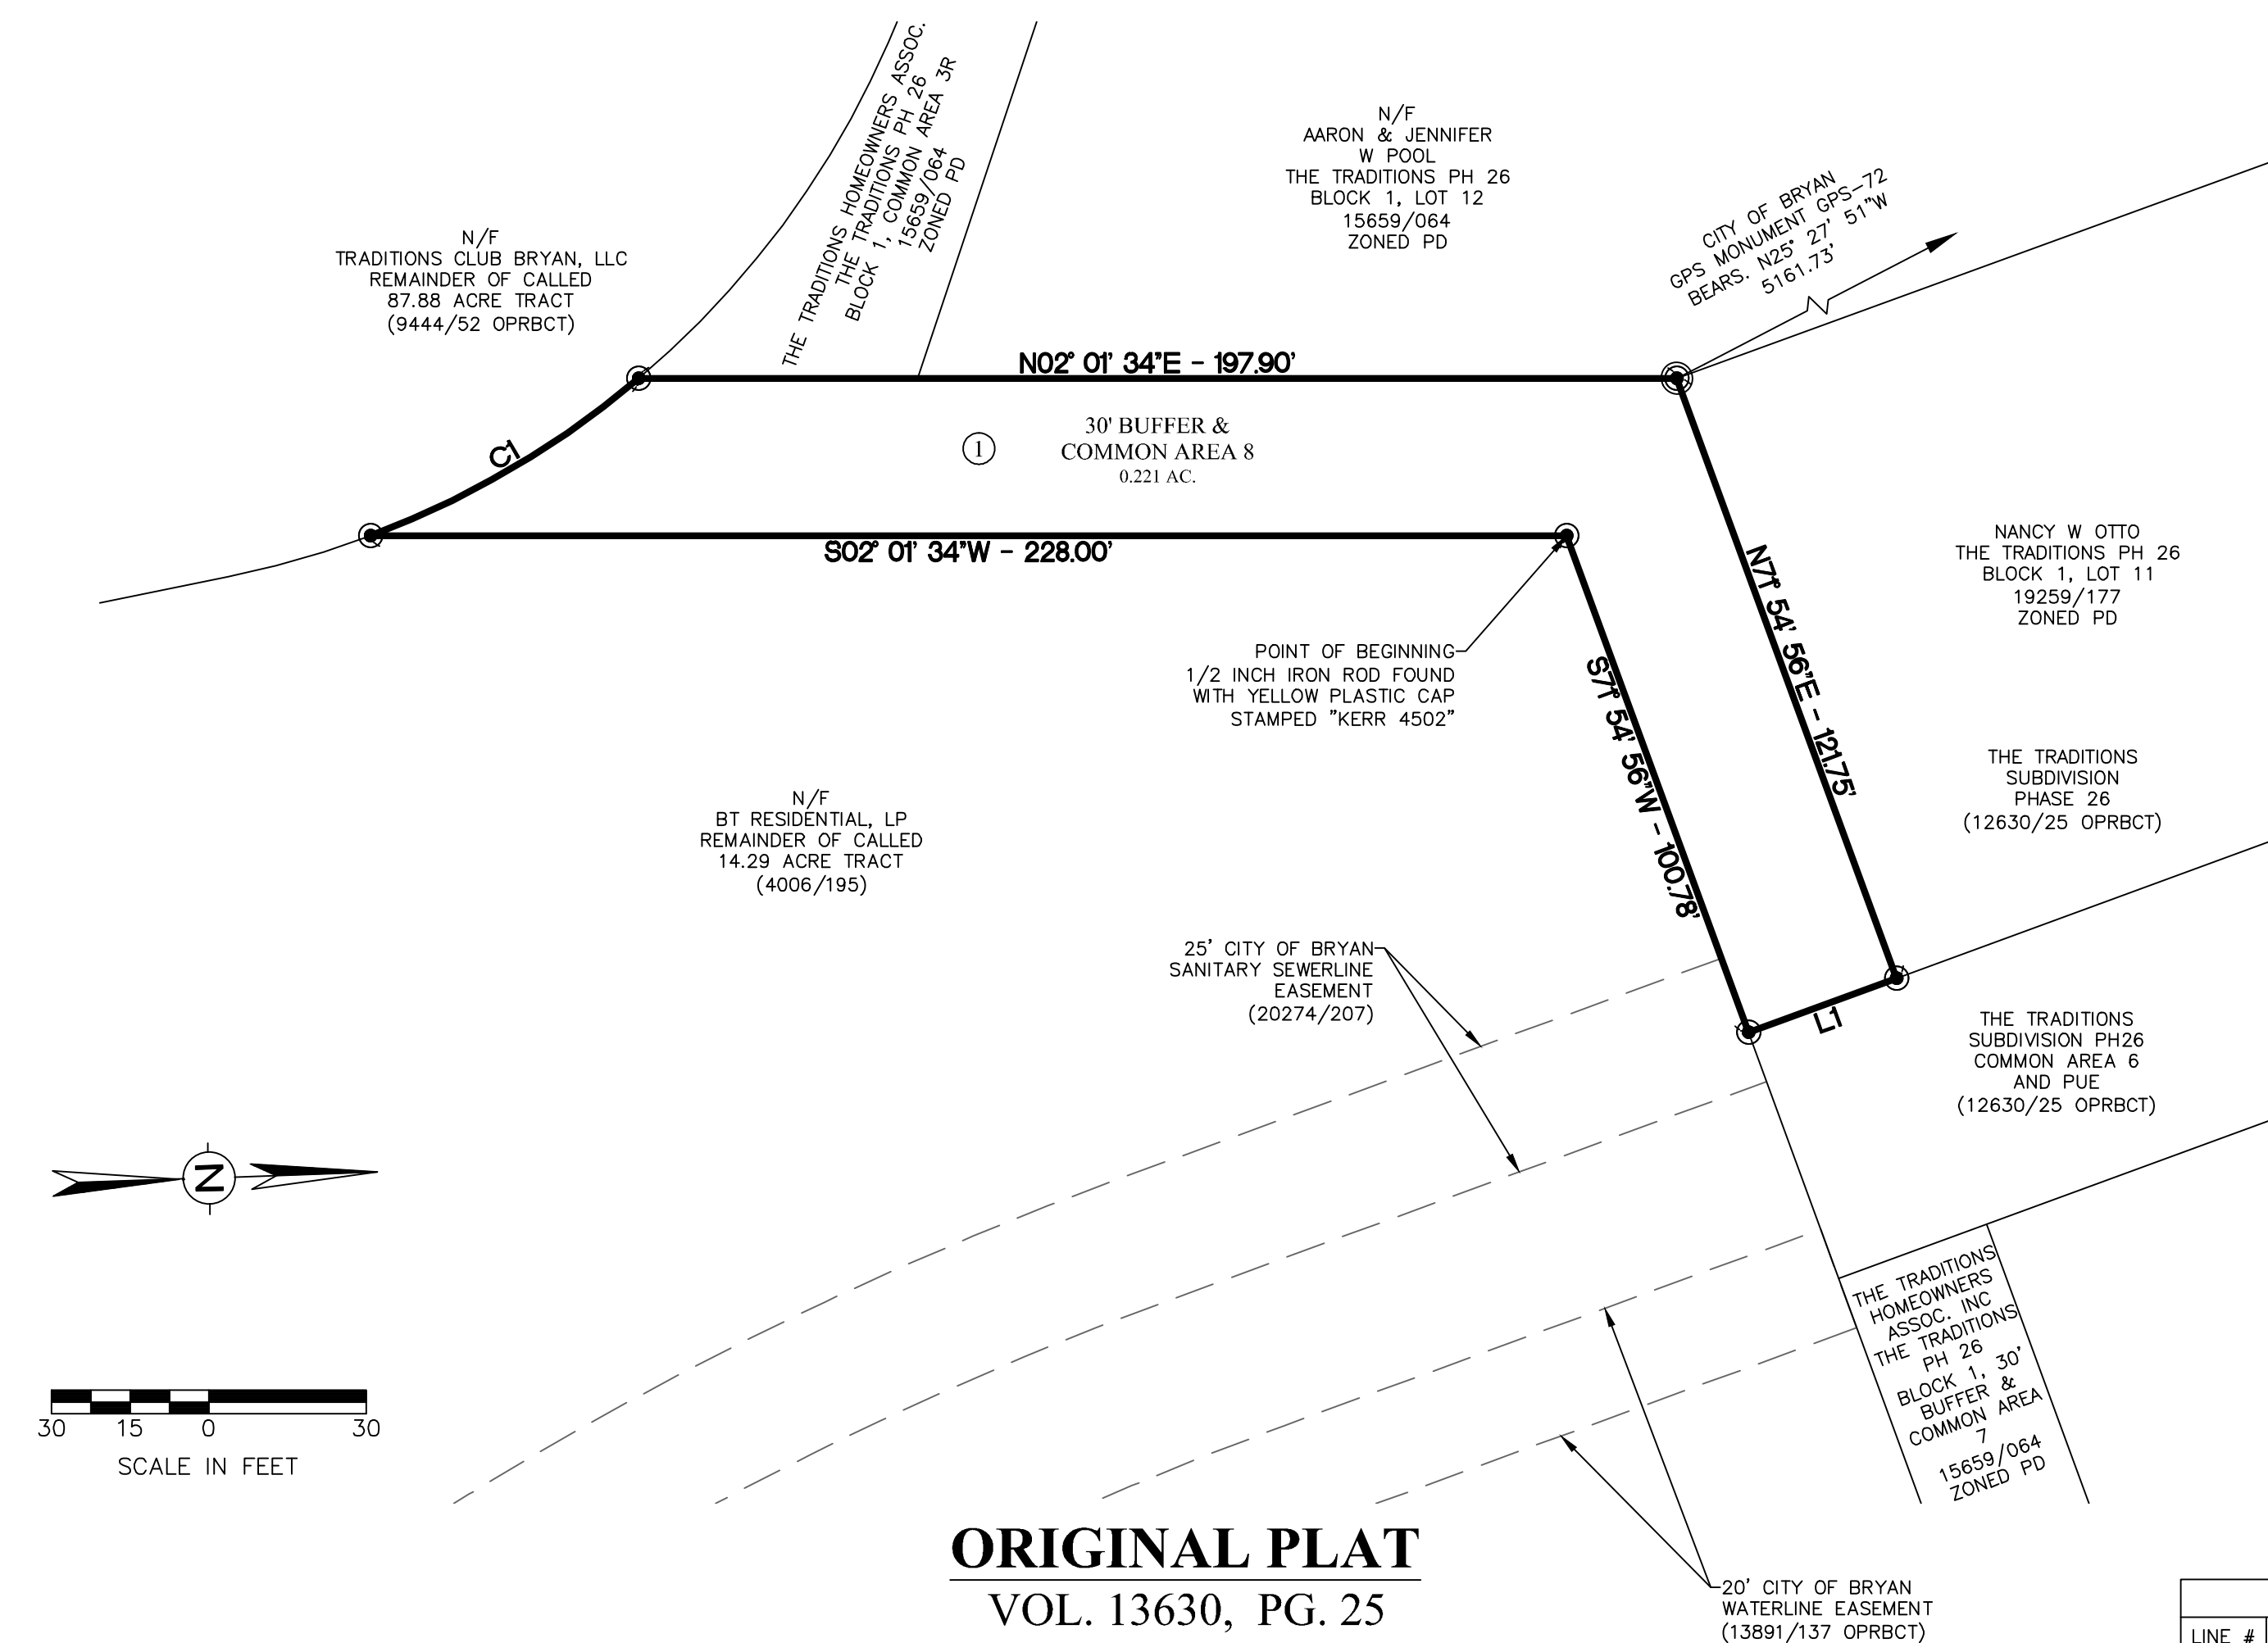 THE TRADITIONS HOMEOWNERS ASSOC.
THE TRADITIONS PH 26
BLOCK 1, COMMON AREA 3R
15659/064
ZONED PD
N/F
AARON & JENNIFER
W POOL
THE TRADITIONS PH 26
BLOCK 1, LOT 12
15659/064
ZONED PD
CITY OF BRYAN
GPS MONUMENT GPS-72
BEARS. N25° 27' 51"W
5161.73'
N/F
TRADITIONS CLUB BRYAN, LLC
REMAINDER OF CALLED
87.88 ACRE TRACT
(9444/52 OPRBCT)
N02° 01' 34"E - 197.90'
C1
1
30' BUFFER &
COMMON AREA 8
0.221 AC.
S02° 01' 34"W - 228.00'
N71° 54' 56"E - 121.75'
NANCY W OTTO
THE TRADITIONS PH 26
BLOCK 1, LOT 11
19259/177
ZONED PD
POINT OF BEGINNING
1/2 INCH IRON ROD FOUND
WITH YELLOW PLASTIC CAP
STAMPED "KERR 4502"
S71° 54' 56"W - 100.78'
THE TRADITIONS
SUBDIVISION
PHASE 26
(12630/25 OPRBCT)
N/F
BT RESIDENTIAL, LP
REMAINDER OF CALLED
14.29 ACRE TRACT
(4006/195)
25' CITY OF BRYAN
SANITARY SEWERLINE
EASEMENT
(20274/207)
L1
THE TRADITIONS
SUBDIVISION PH26
COMMON AREA 6
AND PUE
(12630/25 OPRBCT)
N
THE TRADITIONS
HOMEOWNERS
ASSOC. INC
THE TRADITIONS
PH 26
BLOCK 1, 30'
BUFFER &
COMMON AREA
7
15659/064
ZONED PD
30 15 0 30
SCALE IN FEET
ORIGINAL PLAT
VOL. 13630, PG. 25
20' CITY OF BRYAN
WATERLINE EASEMENT
(13891/137 OPRBCT)
LINE #